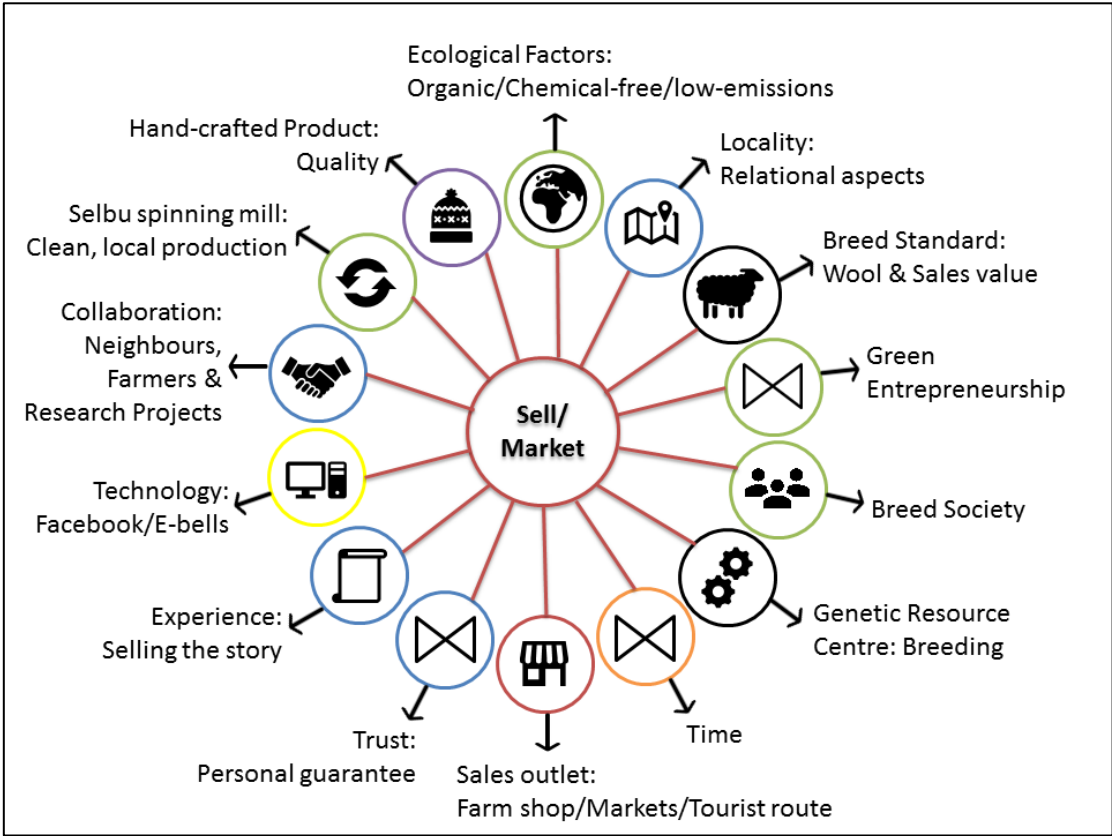 Ecological Factors:
Organic/Chemical-free/low-emissions
Locality:
Relational aspects
Breed Standard:
Wool & Sales value
Green
Entrepreneurship
Breed Society
Genetic Resource
Centre: Breeding
Time
Sales outlet:
Farm shop/Markets/Tourist route
Trust:
Personal guarantee
Experience:
Selling the story
Technology:
Facebook/E-bells
Collaboration:
Neighbours,
Farmers &
Research Projects
Selbu spinning mill:
Clean, local production
Hand-crafted Product:
Quality
Sell/
Market